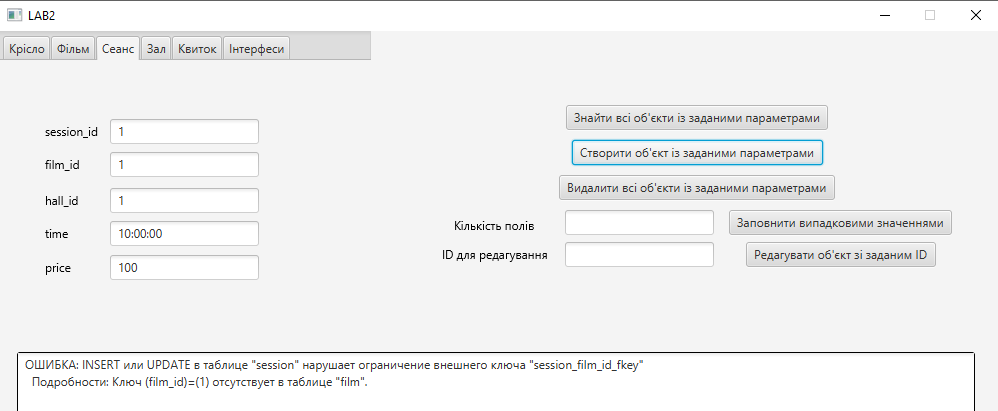 LAB2
Крісло Фільм Сеанс Зал Квиток Інтерфеси
session_id 1
film_id 1
hall_id 1
time 10:00:00
price 100
Знайти всі об'єкти із заданими параметрами
Створити об'єкт із заданими параметрами
Видалити всі об'єкти із заданими параметрами
Кількість полів Заповнити випадковими значеннями
ID для редагування Редагувати об'єкт зі заданим ID
ОШИБКА: INSERT или UPDATE в таблице "session" нарушает ограничение внешнего ключа "session_film_id_fkey"
Подробности: Ключ (film_id)=(1) отсутствует в таблице "film".